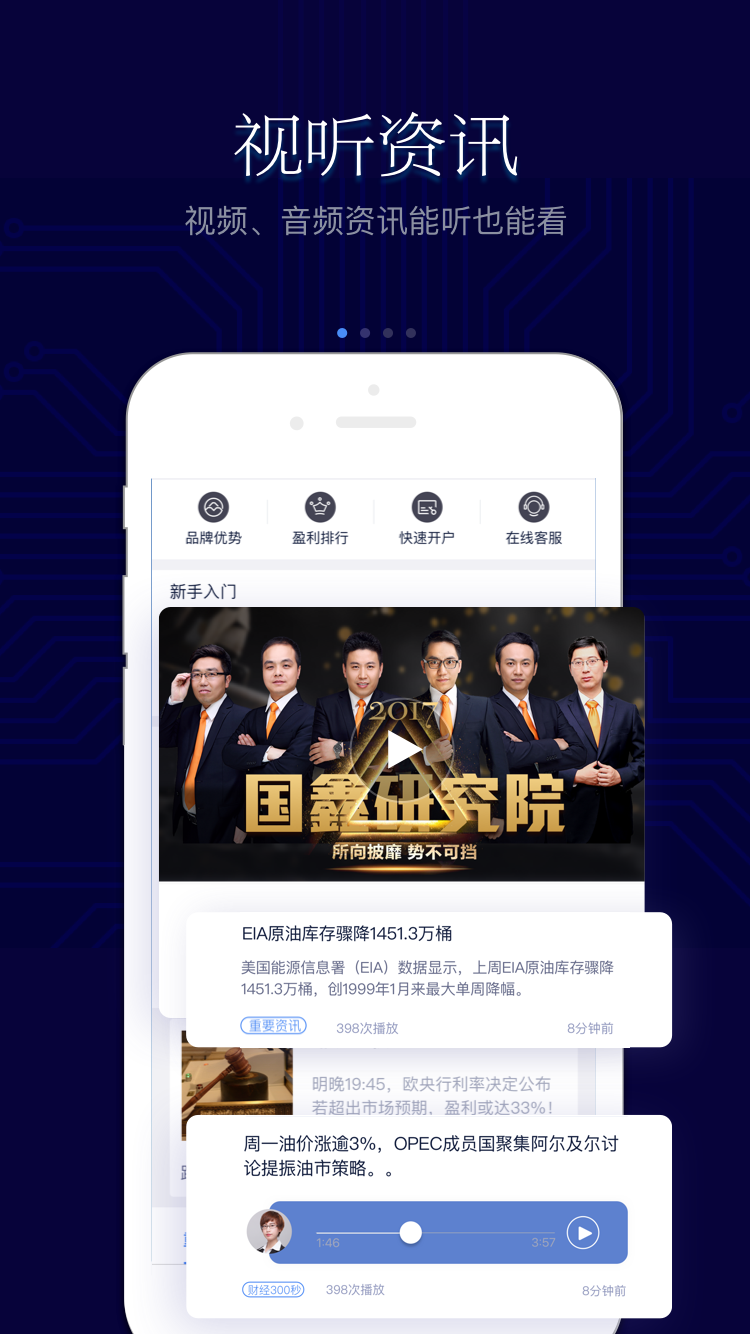 视听资讯
视频、音频资讯能听也能看
品牌优势
盈利排行
快速开户
在线客服
新手入门
2017
国鑫研究院
所向披靡 势不可挡
EIA原油库存骤降1451.3万桶
美国能源信息署（EIA）数据显示，上周EIA原油库存骤降
1451.3万桶，创1999年1月来最大单周降幅。
重要资讯
398次播放
8分钟前
明晚19:45，欧央行利率决定公布
若超出市场预期，盈利或达33%！
周一油价涨逾3%，OPEC成员国聚集阿尔及尔讨
论提振油市策略。。
1:46
3:57
财经300秒
398次播放
8分钟前